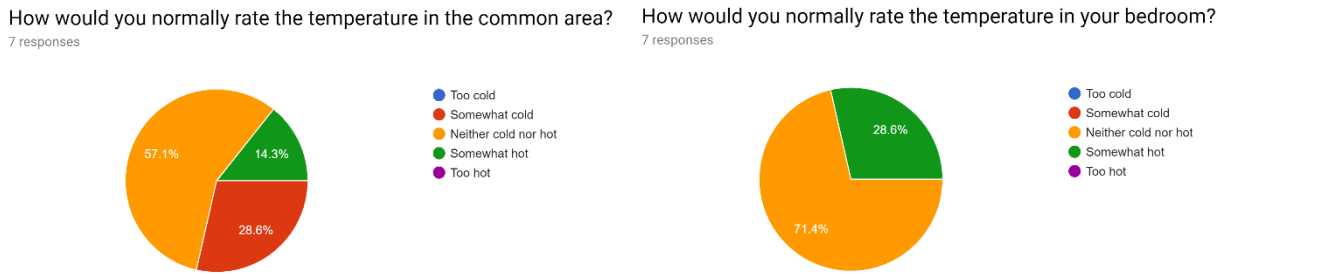 How would you normally rate the temperature in the common area?
7 responses
57.1%
14.3%
28.6%
Too cold
Somewhat cold
Neither cold nor hot
Somewhat hot
Too hot
How would you normally rate the temperature in your bedroom?
7 responses
28.6%
71.4%
Too cold
Somewhat cold
Neither cold nor hot
Somewhat hot
Too hot